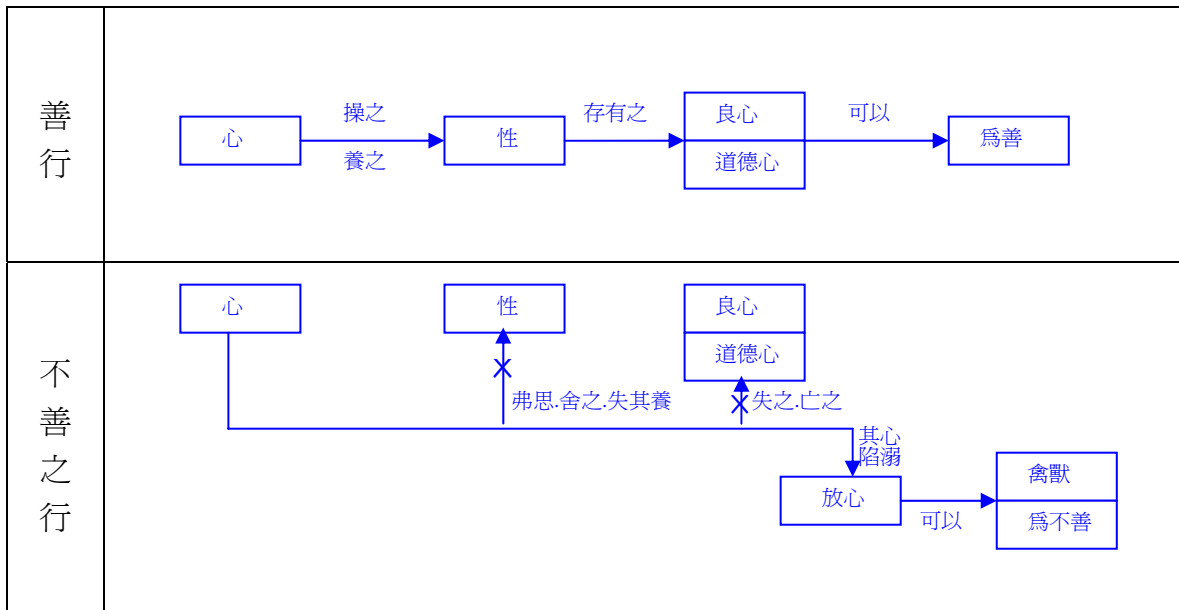 善行
心
操之
養之
性
存有之
良心
道德心
可以
爲善
不善之行
心
性
良心
道德心
弗思.舍之.失其養
失之.亡之
其心
陷溺
放心
可以
禽獸
爲不善